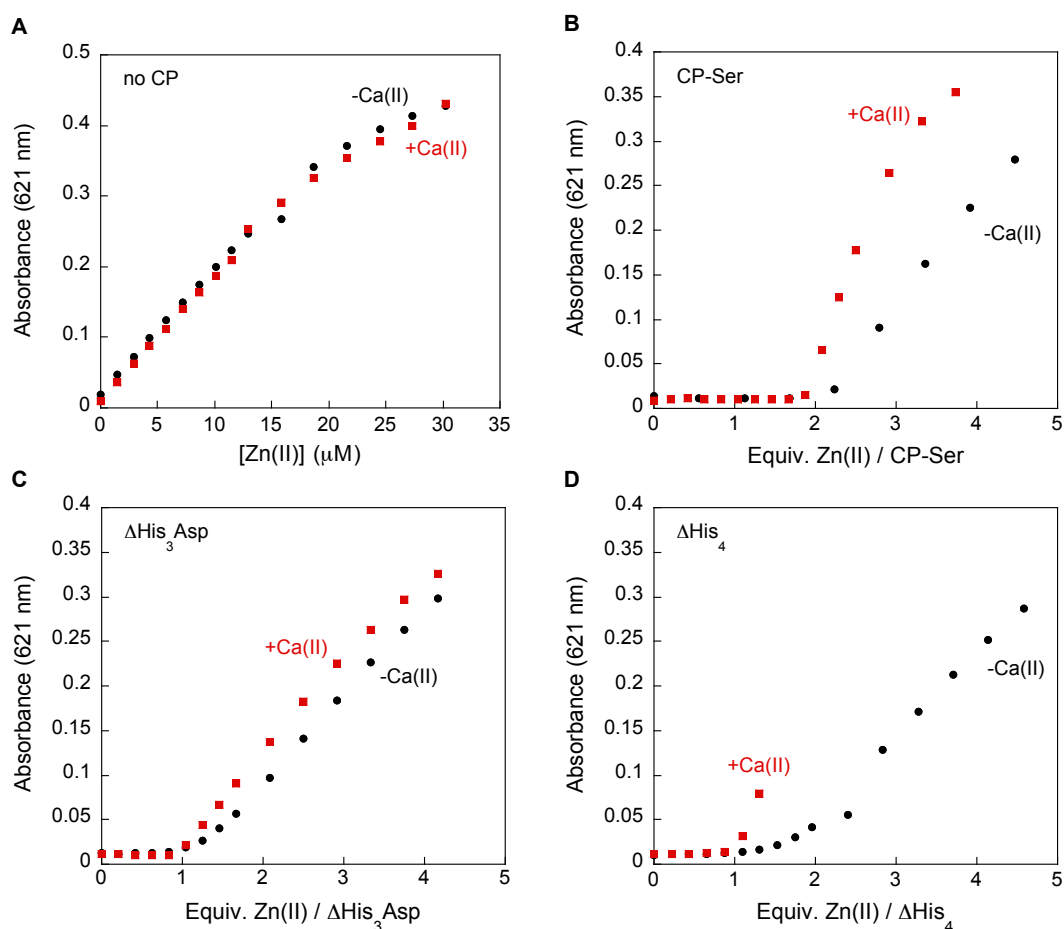 A
no CP
-Ca(II)
+Ca(II)
Absorbance (621 nm)
0.5
0.4
0.3
0.2
0.1
0
0 5 10 15 20 25 30 35
[Zn(II)] (μM)
B
CP-Ser
+Ca(II)
-Ca(II)
Absorbance (621 nm)
0.4
0.35
0.3
0.25
0.2
0.15
0.1
0.05
0
0 1 2 3 4 5
Equiv. Zn(II) / CP-Ser
C
ΔHis₃Asp
+Ca(II)
-Ca(II)
Absorbance (621 nm)
0.4
0.35
0.3
0.25
0.2
0.15
0.1
0.05
0
0 1 2 3 4 5
Equiv. Zn(II) / ΔHis₃Asp
D
ΔHis₄
+Ca(II)
-Ca(II)
Absorbance (621 nm)
0.4
0.35
0.3
0.25
0.2
0.15
0.1
0.05
0
0 1 2 3 4 5
Equiv. Zn(II) / ΔHis₄